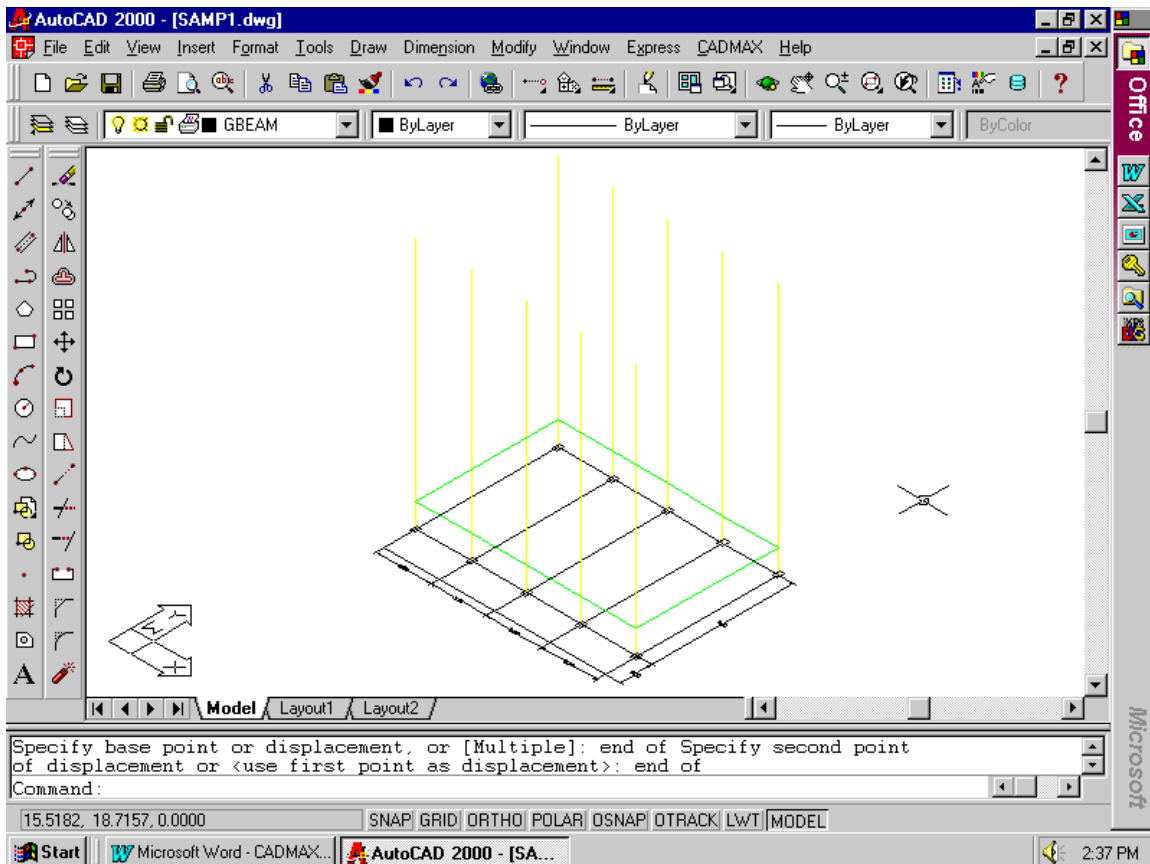 AutoCAD 2000 - [SAMP1.dwg]
File Edit View Insert Format Tools Draw Dimension Modify Window Express CADMAX Help
GBEAM ByLayer ByLayer ByLayer ByColor
Office
Model Layout1 Layout2
Specify base point or displacement, or [Multiple]: end of Specify second point
of displacement or <use first point as displacement>: end of
Command:
15.5182, 18.7157, 0.0000 SNAP GRID ORTHO POLAR OSNAP OTRACK LWT MODEL
Microsoft
Start Microsoft Word - CADMAX... AutoCAD 2000 - [SA... 2:37 PM